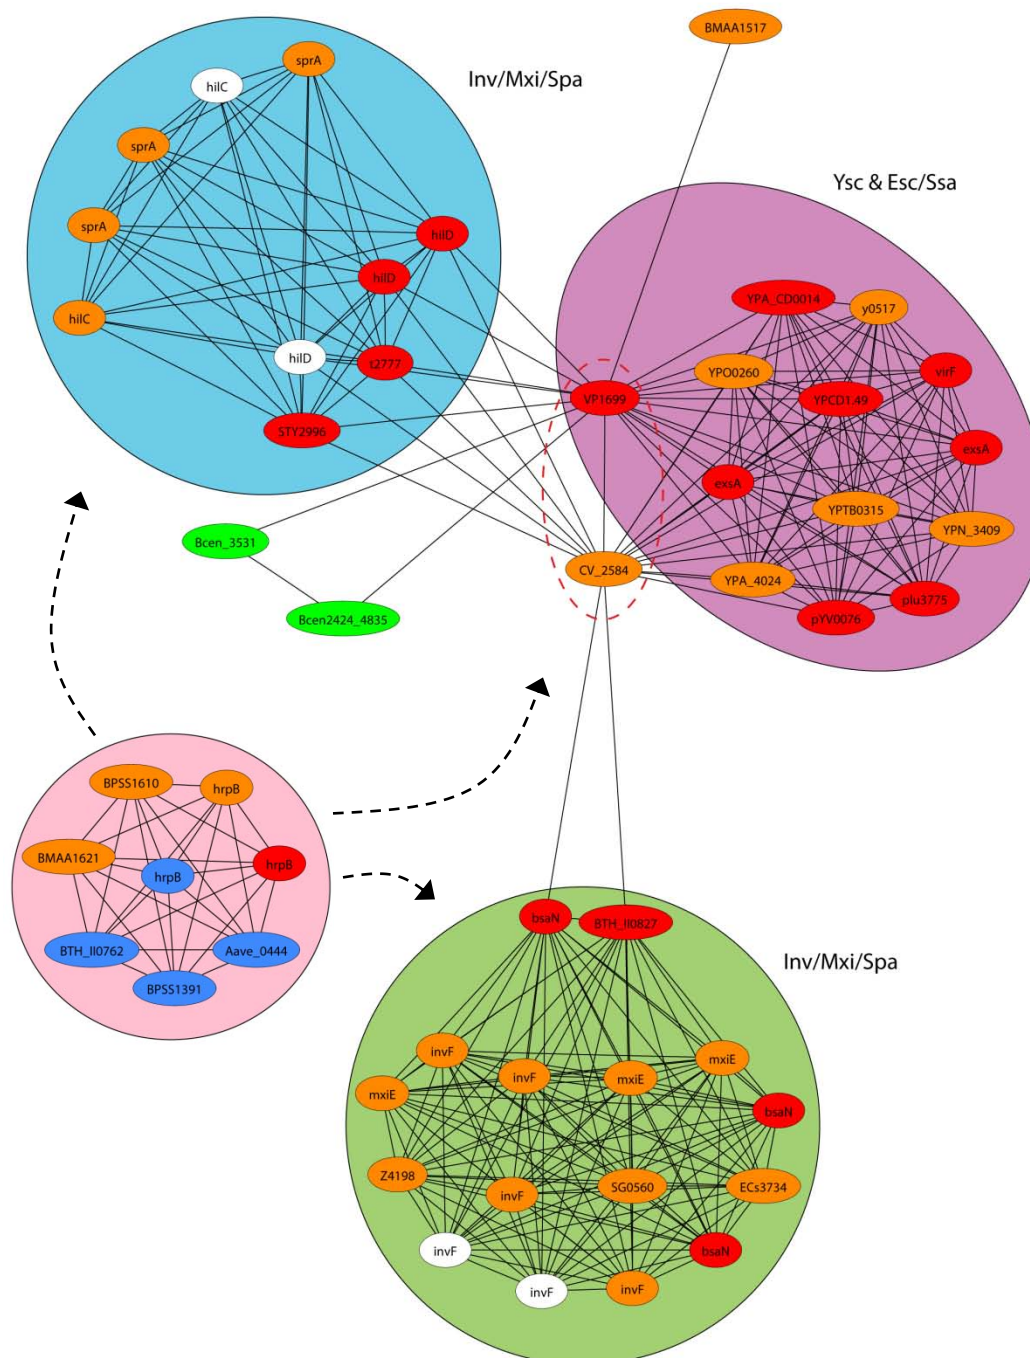 BMAA1517
Inv/Mxi/Spa
sprA
hilC
sprA
Ysc & Esc/Ssa
sprA
hilD
hilD
YPA_CD0014
y0517
hilC
hilD
t2777
YPO0260
virF
VP1699
YPCD1.49
STY2996
exsA
exsA
YPTB0315
YPN_3409
Bcen_3531
CV_2584
YPA_4024
plu3775
Bcen2424_4835
pYV0076
BPSS1610
hrpB
BMAA1621
hrpB
hrpB
BTH_II0762
Aave_0444
BPSS1391
bsaN
BTH_II0827
Inv/Mxi/Spa
invF
mxiE
invF
mxiE
mxiE
bsaN
Z4198
invF
SG0560
ECs3734
invF
bsaN
invF
invF